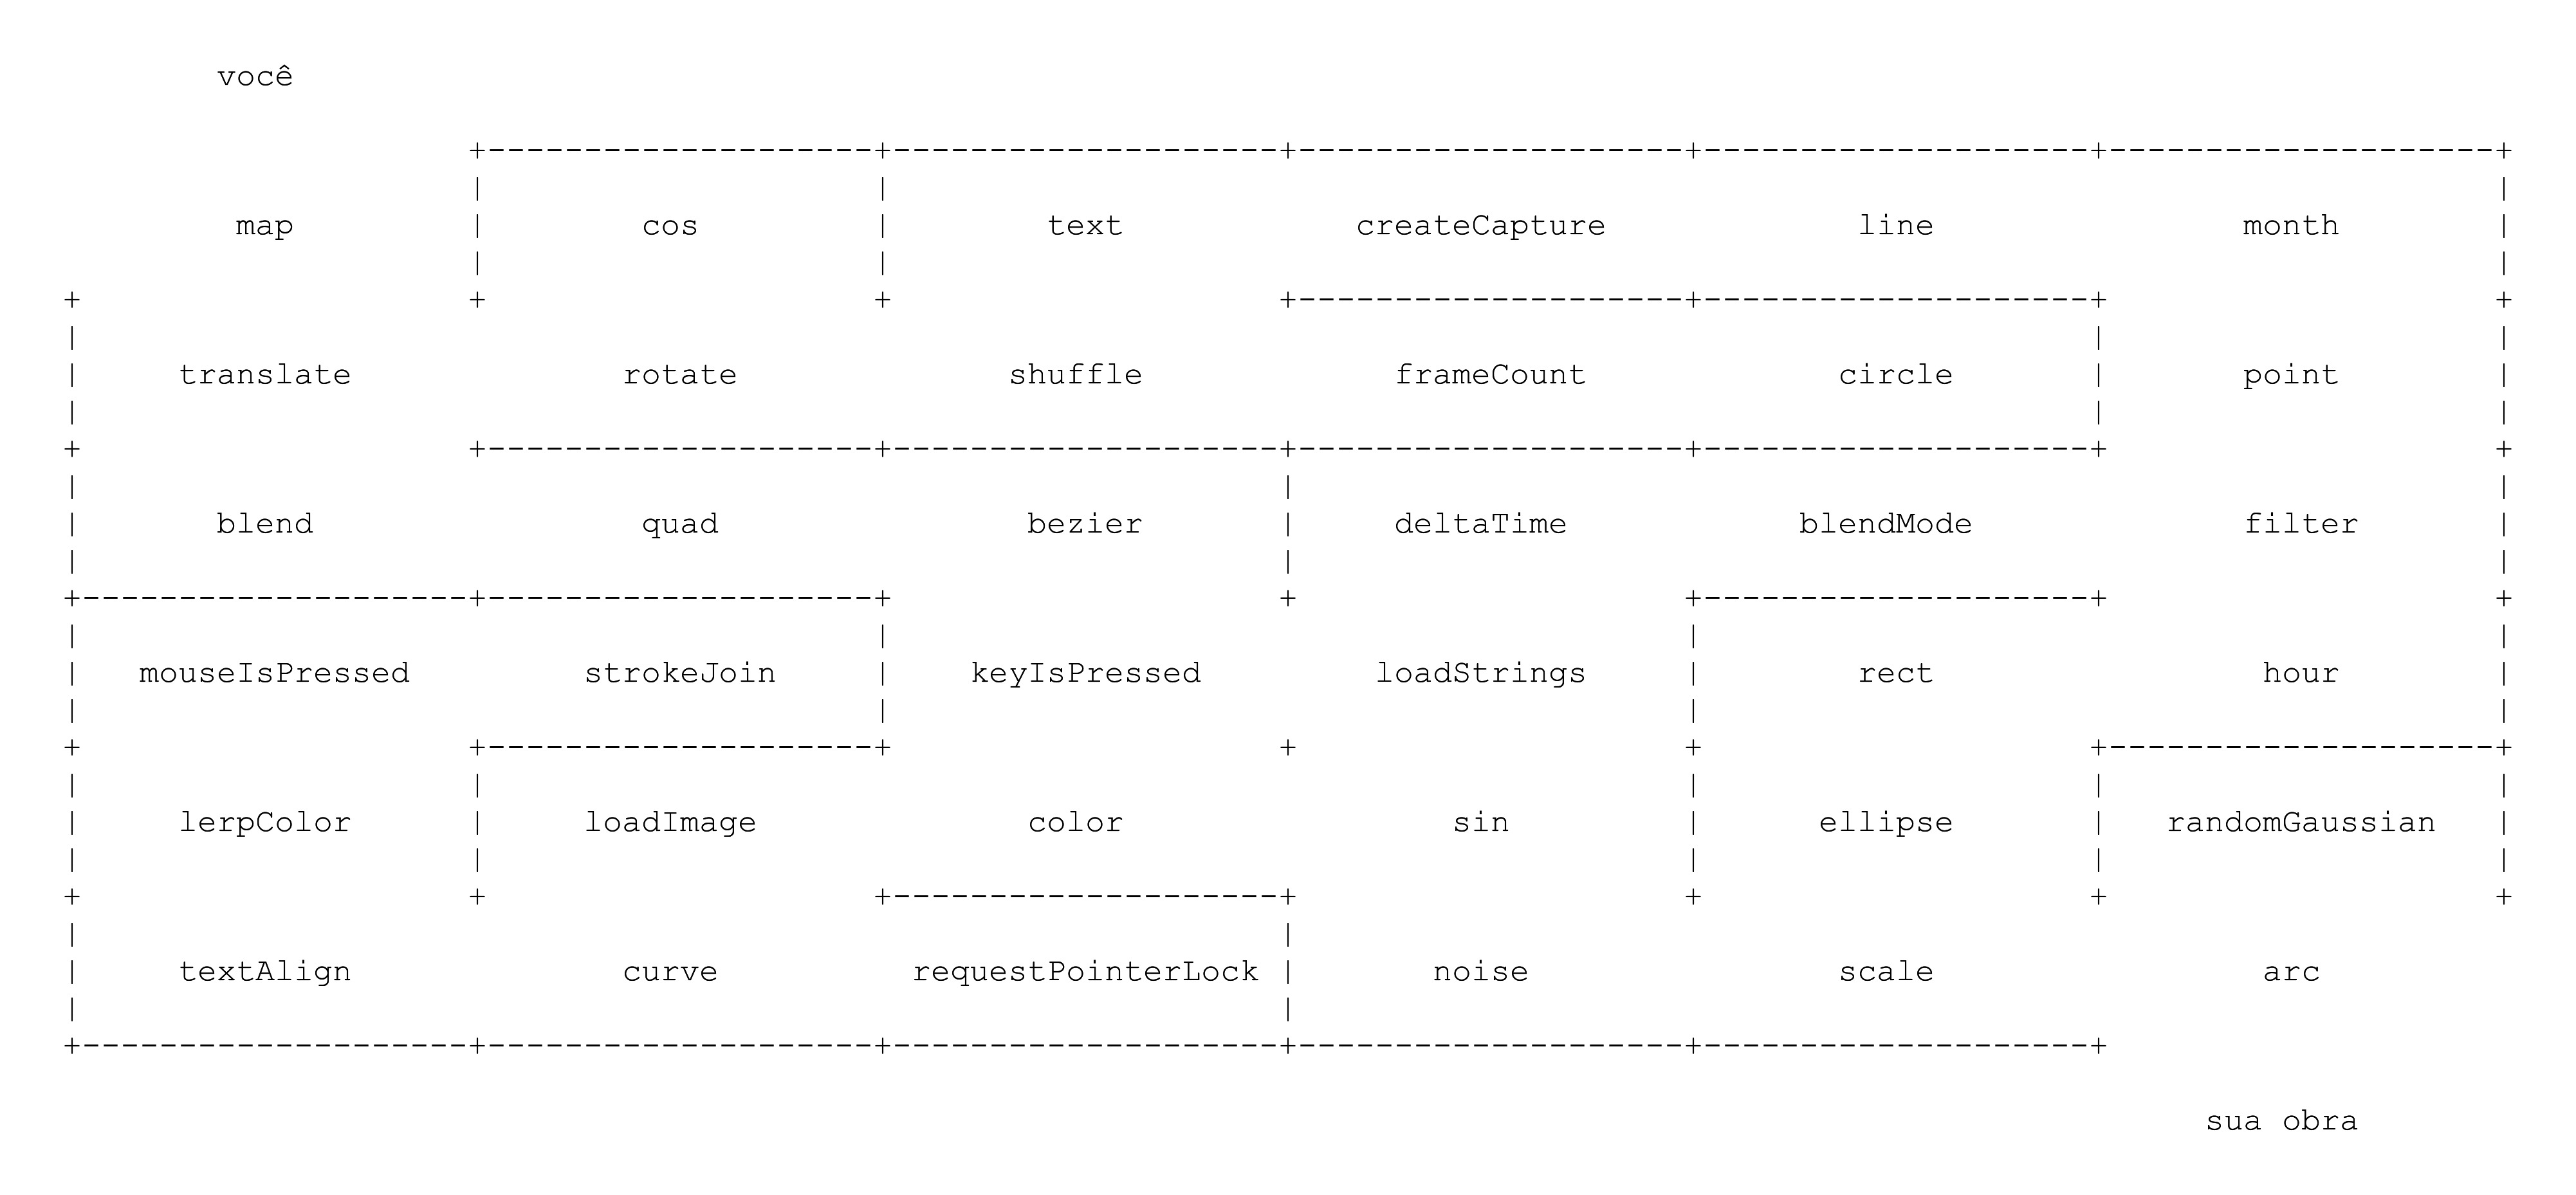 você
map cos text createCapture line month
translate rotate shuffle frameCount circle point
blend quad bezier deltaTime blendMode filter
mouseIsPressed strokeJoin keyIsPressed loadStrings rect hour
lerpColor loadImage color sin ellipse randomGaussian
textAlign curve requestPointerLock noise scale arc
sua obra